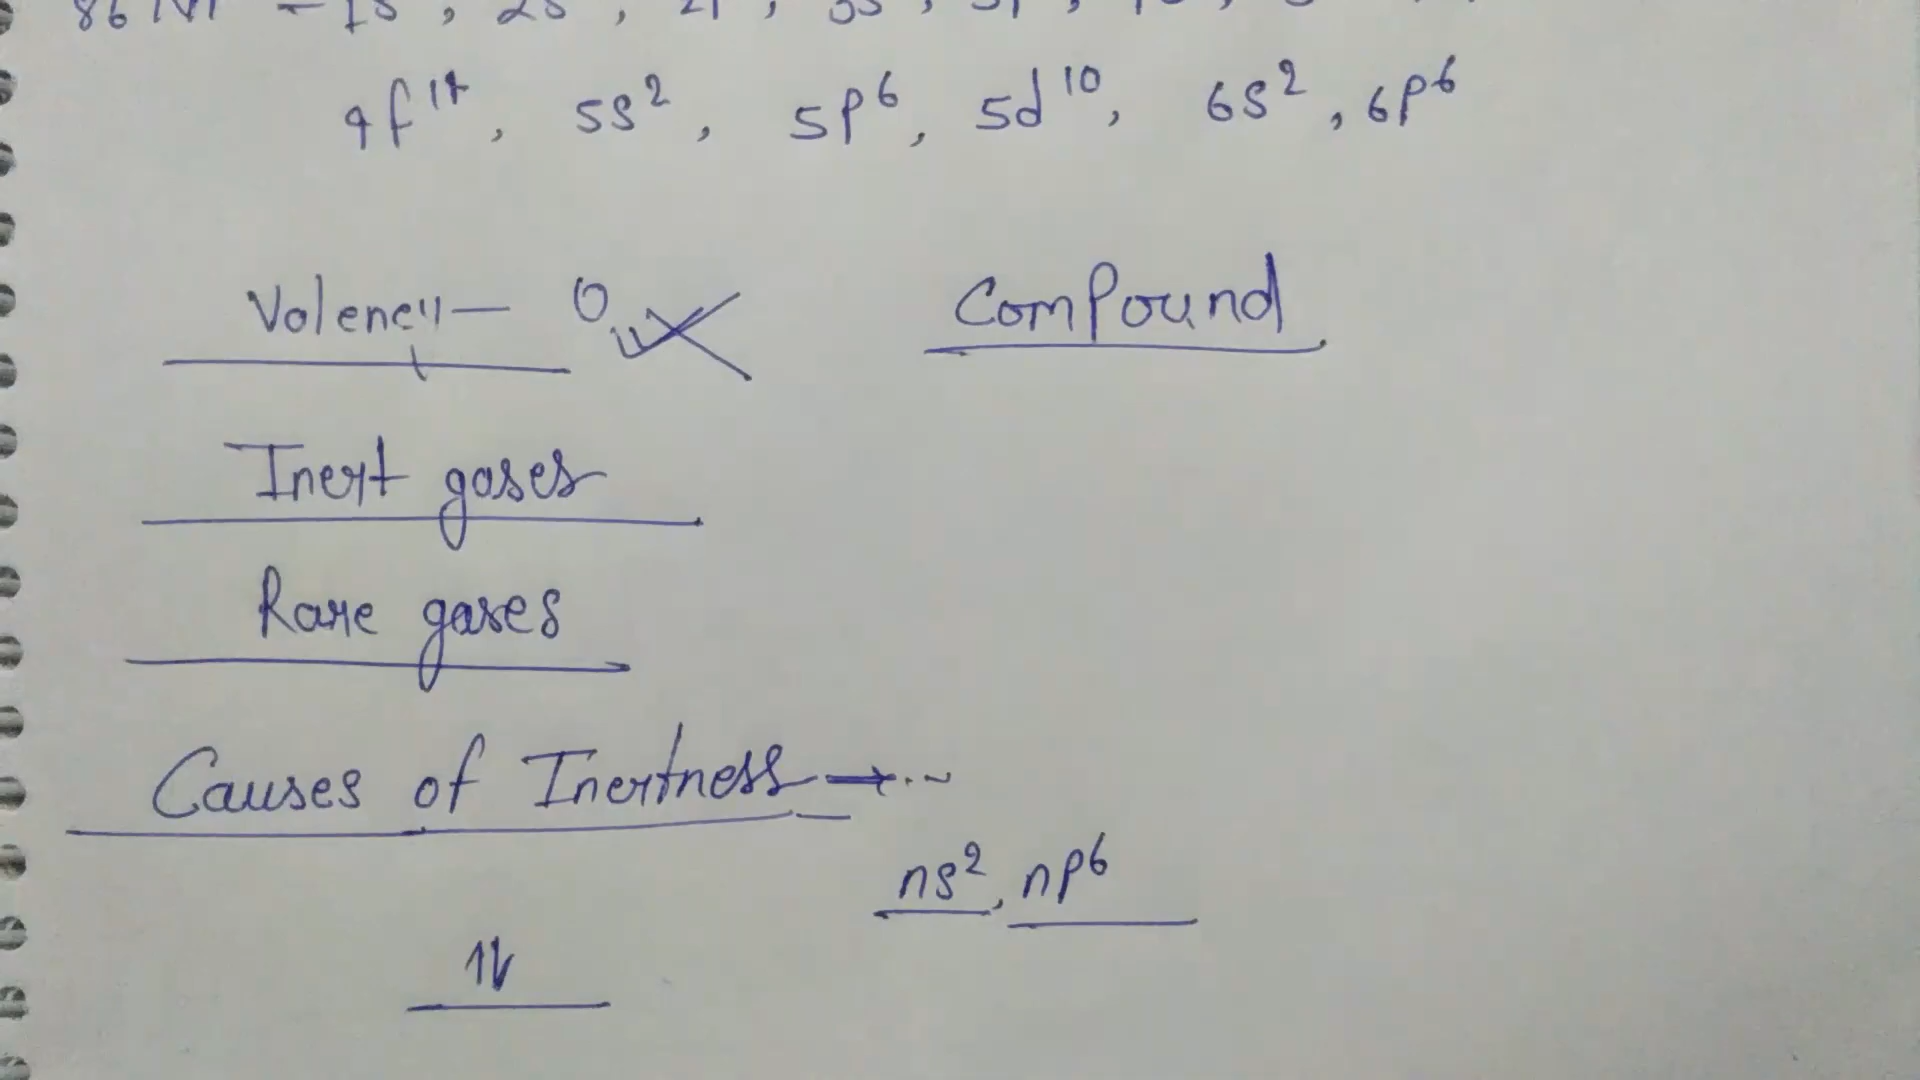 4f¹⁴, 5s², 5p⁶, 5d¹⁰, 6s², 6p⁶
Valency — 0 Compound
Inert gases
Rare gases
Causes of Inertness →
ns², np⁶
1↓